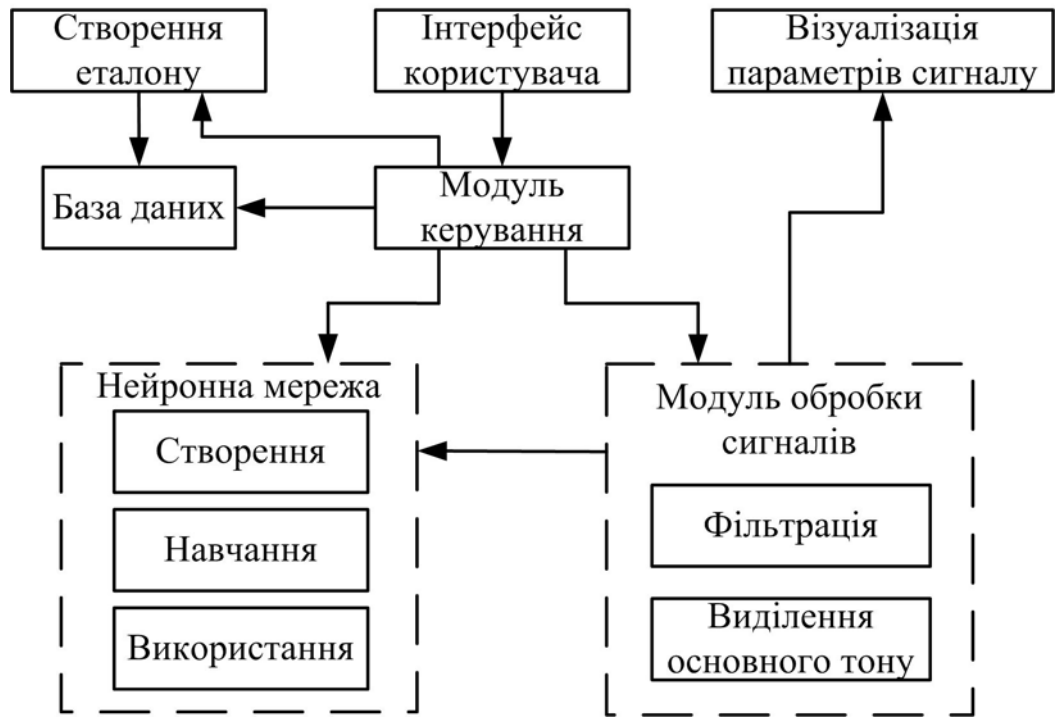 Створення
еталону
Інтерфейс
користувача
Візуалізація
параметрів сигналу
База даних
Модуль
керування
Нейронна мережа
Створення
Навчання
Використання
Модуль обробки
сигналів
Фільтрація
Виділення
основного тону